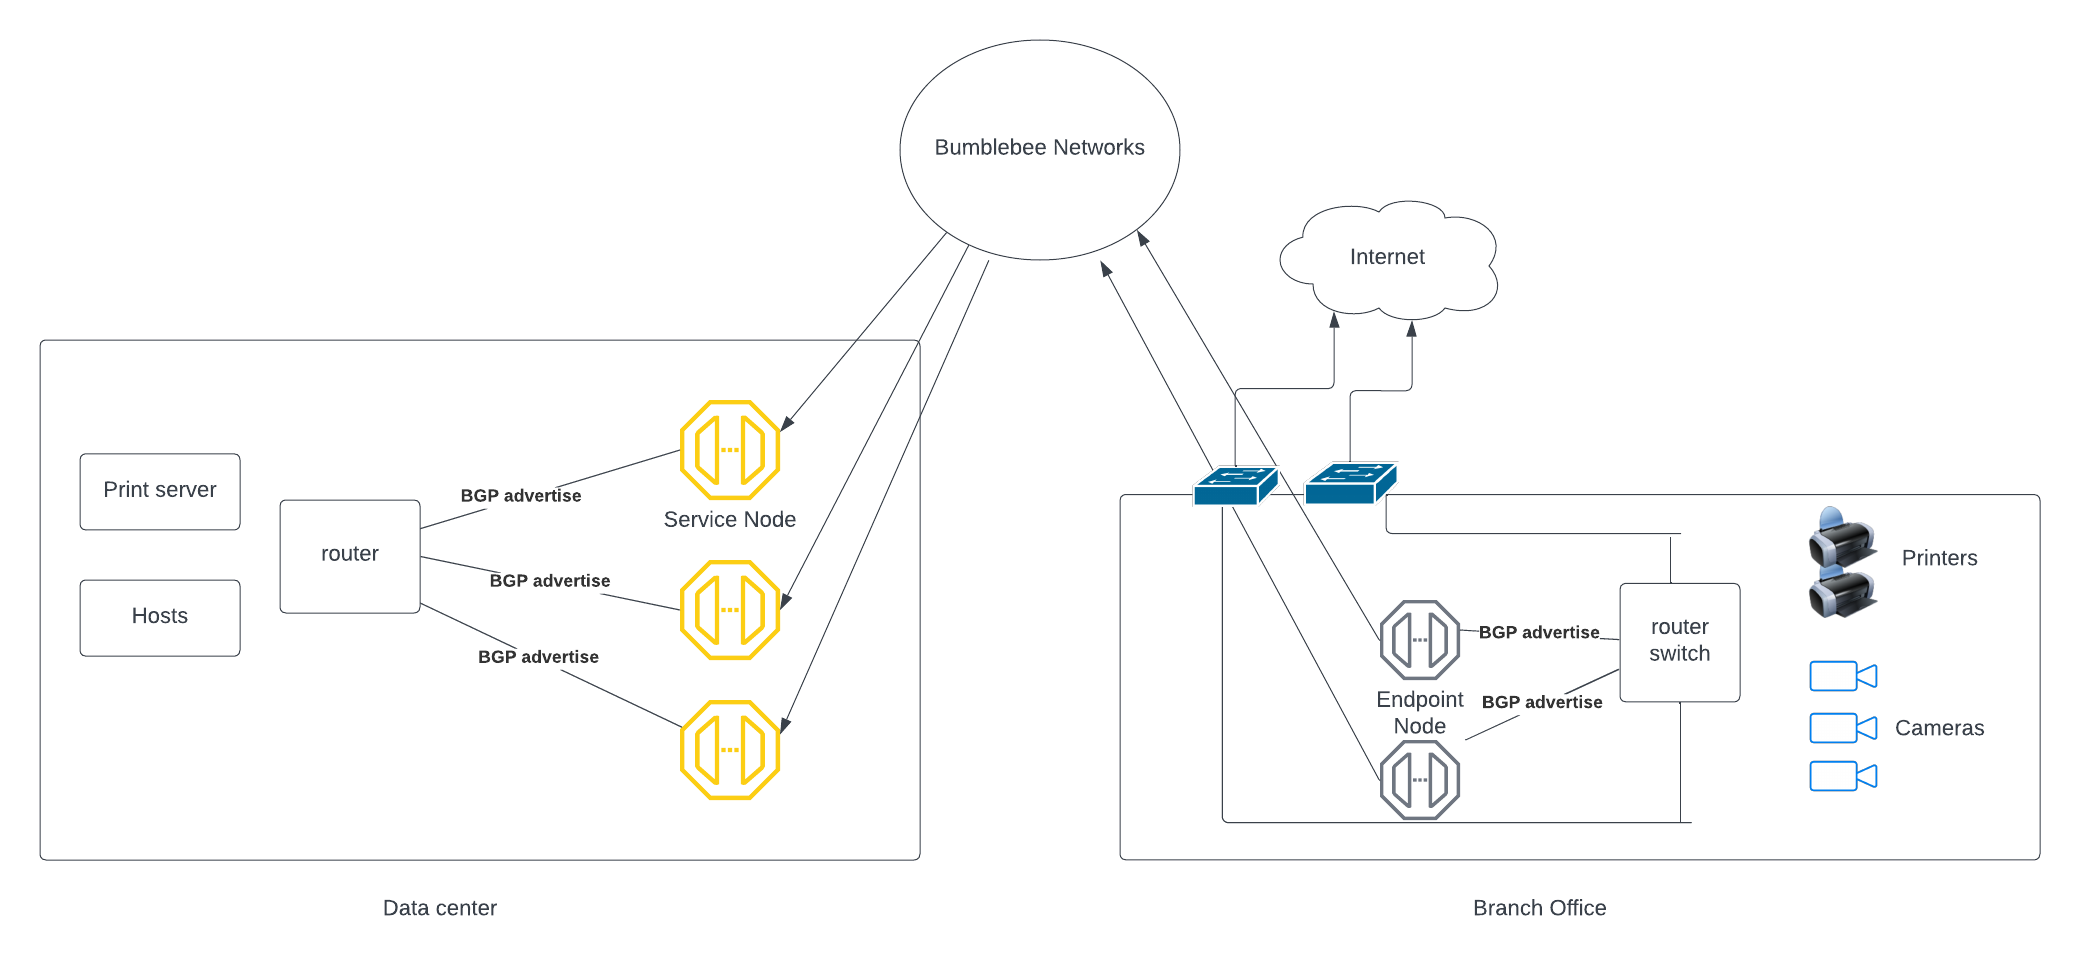 Bumblebee Networks
Internet
Print server
Hosts
router
BGP advertise
BGP advertise
BGP advertise
Service Node
Data center
Endpoint
Node
BGP advertise
BGP advertise
router
switch
Printers
Cameras
Branch Office